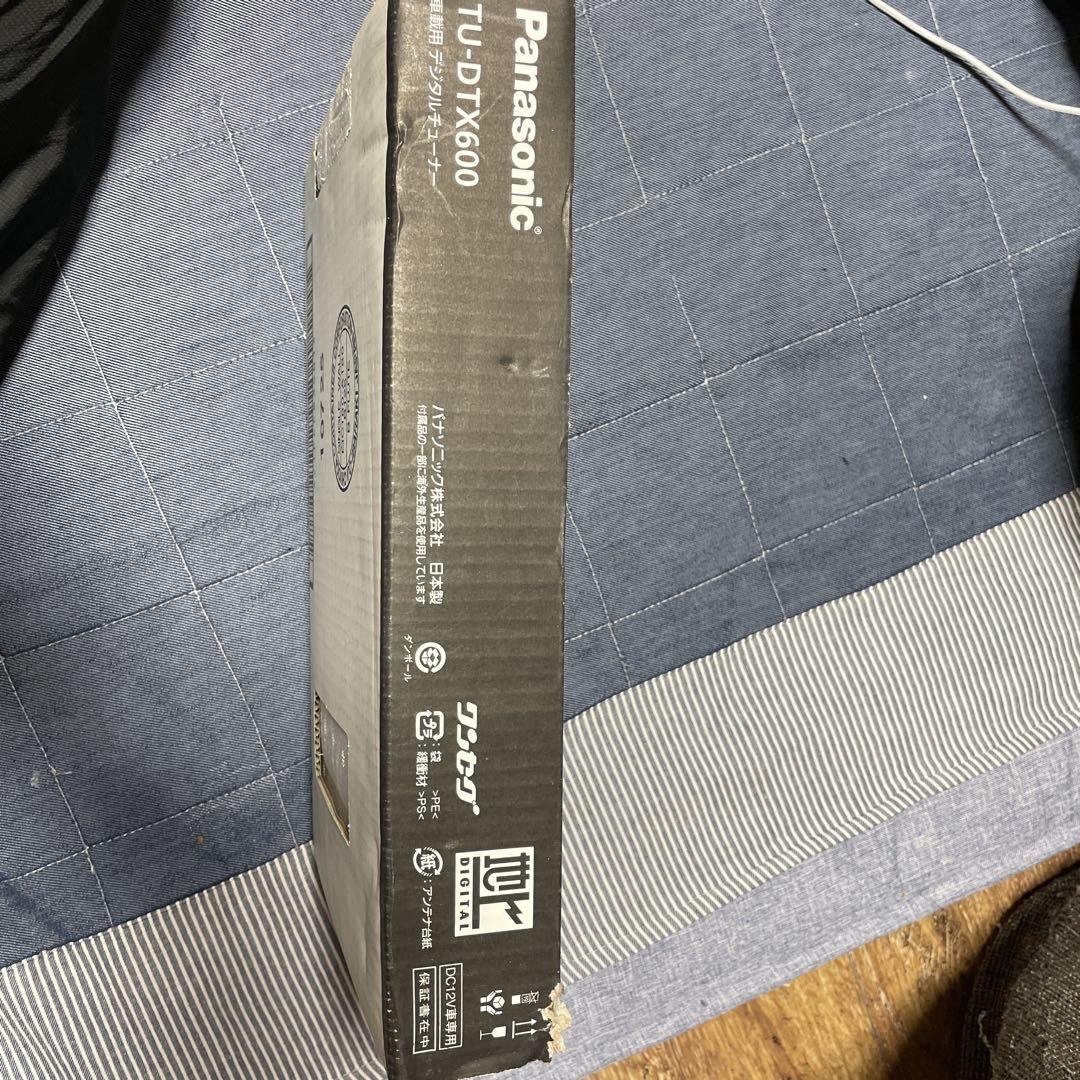 Panasonic®
TU-DTX600
車載用 デジタルチューナー
パナソニック株式会社 日本製
付属品の一部に海外生産品を使用しています
ダンボール
ワンセグ
プラ
:袋 >PE<
:緩衝材 >PS<
地デジ
DIGITAL
紙
:アンテナ台紙
DC12V車専用
保証書在中